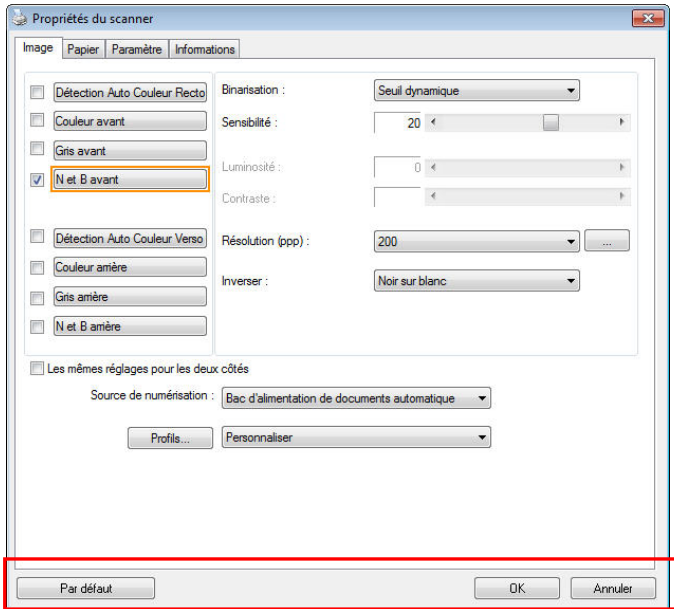 Propriétés du scanner
Image Papier Paramètre Informations
Détection Auto Couleur Recto
Couleur avant
Gris avant
N et B avant
Détection Auto Couleur Verso
Couleur arrière
Gris arrière
N et B arrière
Binarisation : Seuil dynamique
Sensibilité : 20
Luminosité : 0
Contraste :
Résolution (ppp) : 200 ...
Inverser : Noir sur blanc
Les mêmes réglages pour les deux côtés
Source de numérisation : Bac d'alimentation de documents automatique
Profils... Personnaliser
Par défaut OK Annuler